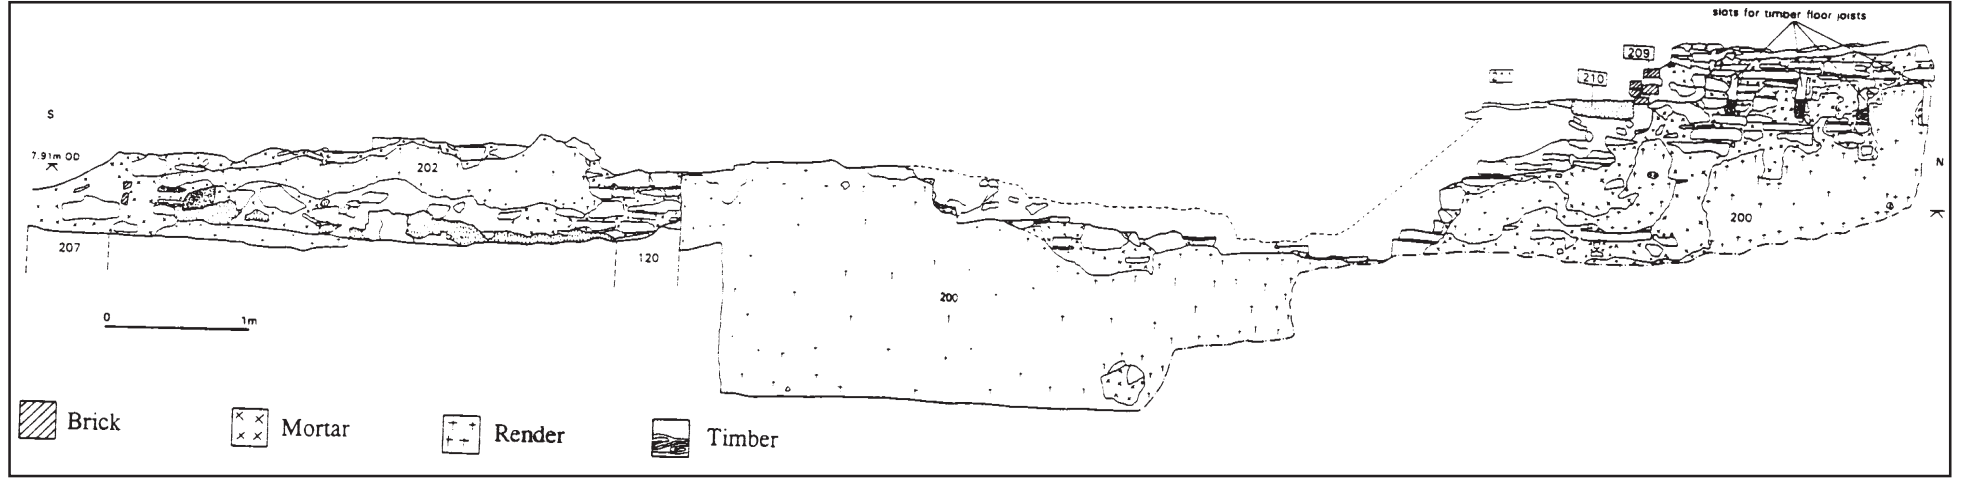 slots for timber floor joists
209
210
S
7.91m OD
202
N
200
207
120
200
0 1m
Brick
Mortar
Render
Timber